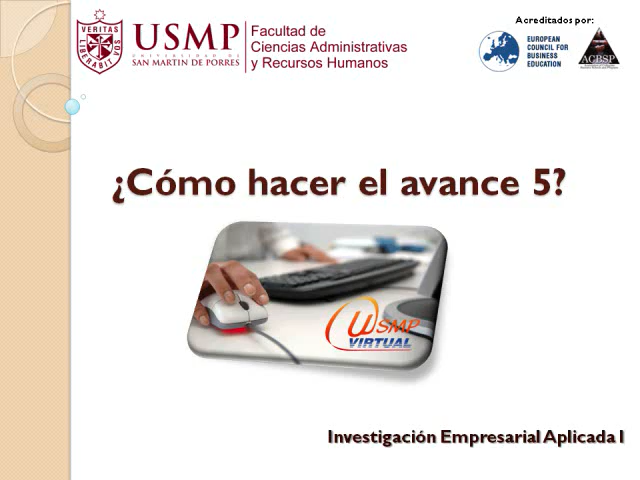 VERITAS
LIBERABIT VOS
USMP
UNIVERSIDAD DE
SAN MARTIN DE PORRES
Facultad de
Ciencias Administrativas
y Recursos Humanos
Acreditados por:
EUROPEAN
COUNCIL FOR
BUSINESS
EDUCATION
ACBSP
¿Cómo hacer el avance 5?
USMP
VIRTUAL
Investigación Empresarial Aplicada I